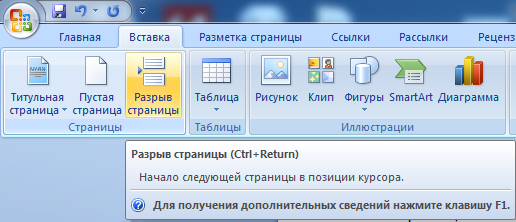 Главная Вставка Разметка страницы Ссылки Рассылки Реценз
Титульная страница
Пустая страница
Разрыв страницы
Таблица
Рисунок
Клип
Фигуры
SmartArt
Диаграмма
Страницы Таблицы Иллюстрации
Разрыв страницы (Ctrl+Return)
Начало следующей страницы в позиции курсора.
Для получения дополнительных сведений нажмите клавишу F1.